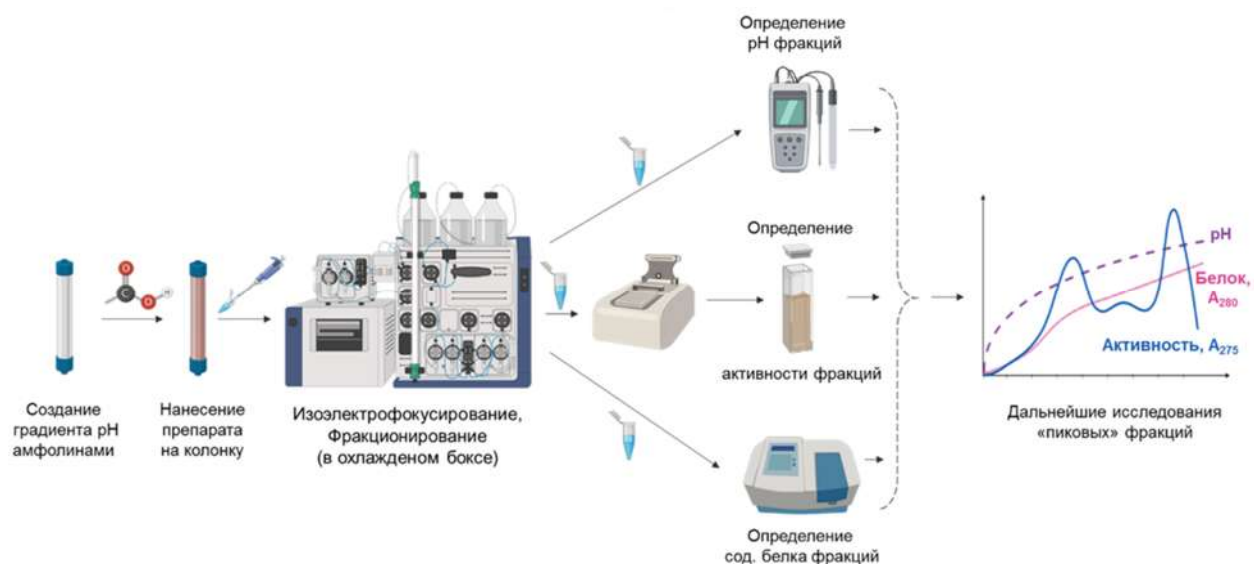 Определение
pH фракций
Определение
активности фракций
Определение
сод. белка фракций
O
C
O
H
Создание
градиента pH
амфолинами
Нанесение
препарата
на колонку
Изоэлектрофокусирование,
Фракционирование
(в охлажденом боксе)
pH
Белок,
A280
Активность, A275
Дальнейшие исследования
«пиковых» фракций